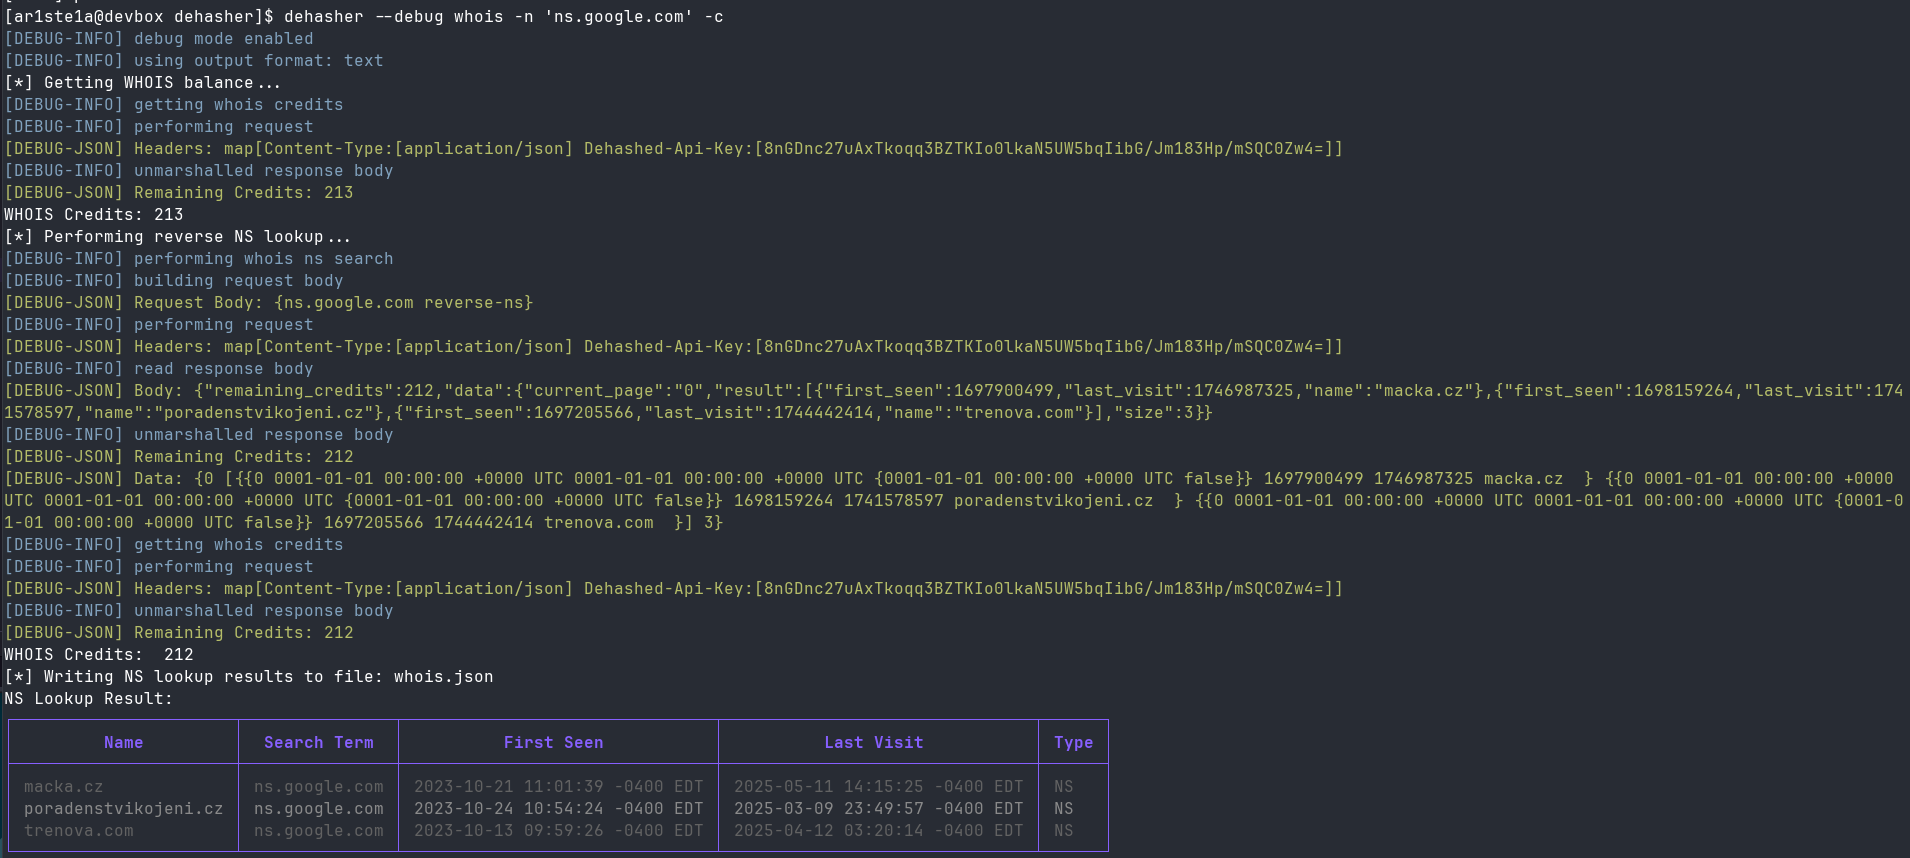 [ar1ste1a@devbox dehasher]$ dehasher --debug whois -n 'ns.google.com' -c
[DEBUG-INFO] debug mode enabled
[DEBUG-INFO] using output format: text
[*] Getting WHOIS balance...
[DEBUG-INFO] getting whois credits
[DEBUG-INFO] performing request
[DEBUG-JSON] Headers: map[Content-Type:[application/json] Dehashed-Api-Key:[8nGDnc27uAxTkoqq3BZTKIo0lkaN5UW5bqIibG/Jm183Hp/mSQC0Zw4=]]
[DEBUG-INFO] unmarshalled response body
[DEBUG-JSON] Remaining Credits: 213
WHOIS Credits: 213
[*] Performing reverse NS lookup...
[DEBUG-INFO] performing whois ns search
[DEBUG-INFO] building request body
[DEBUG-JSON] Request Body: {ns.google.com reverse-ns}
[DEBUG-INFO] performing request
[DEBUG-JSON] Headers: map[Content-Type:[application/json] Dehashed-Api-Key:[8nGDnc27uAxTkoqq3BZTKIo0lkaN5UW5bqIibG/Jm183Hp/mSQC0Zw4=]]
[DEBUG-INFO] read response body
[DEBUG-JSON] Body: {"remaining_credits":212,"data":{"current_page":"0","result":[{"first_seen":1697900499,"last_visit":1746987325,"name":"macka.cz"},{"first_seen":1698159264,"last_visit":174
1578597,"name":"poradenstvikojeni.cz"},{"first_seen":1697205566,"last_visit":1744442414,"name":"trenova.com"}],"size":3}}
[DEBUG-INFO] unmarshalled response body
[DEBUG-JSON] Remaining Credits: 212
[DEBUG-JSON] Data: {0 [{{0 0001-01-01 00:00:00 +0000 UTC 0001-01-01 00:00:00 +0000 UTC {0001-01-01 00:00:00 +0000 UTC false}} 1697900499 1746987325 macka.cz  } {{0 0001-01-01 00:00:00 +0000
UTC 0001-01-01 00:00:00 +0000 UTC {0001-01-01 00:00:00 +0000 UTC false}} 1698159264 1741578597 poradenstvikojeni.cz  } {{0 0001-01-01 00:00:00 +0000 UTC 0001-01-01 00:00:00 +0000 UTC {0001-0
1-01 00:00:00 +0000 UTC false}} 1697205566 1744442414 trenova.com  }] 3}
[DEBUG-INFO] getting whois credits
[DEBUG-INFO] performing request
[DEBUG-JSON] Headers: map[Content-Type:[application/json] Dehashed-Api-Key:[8nGDnc27uAxTkoqq3BZTKIo0lkaN5UW5bqIibG/Jm183Hp/mSQC0Zw4=]]
[DEBUG-INFO] unmarshalled response body
[DEBUG-JSON] Remaining Credits: 212
WHOIS Credits:  212
[*] Writing NS lookup results to file: whois.json
NS Lookup Result:
Name Search Term First Seen Last Visit Type
macka.cz ns.google.com 2023-10-21 11:01:39 -0400 EDT 2025-05-11 14:15:25 -0400 EDT NS
poradenstvikojeni.cz ns.google.com 2023-10-24 10:54:24 -0400 EDT 2025-03-09 23:49:57 -0400 EDT NS
trenova.com ns.google.com 2023-10-13 09:59:26 -0400 EDT 2025-04-12 03:20:14 -0400 EDT NS